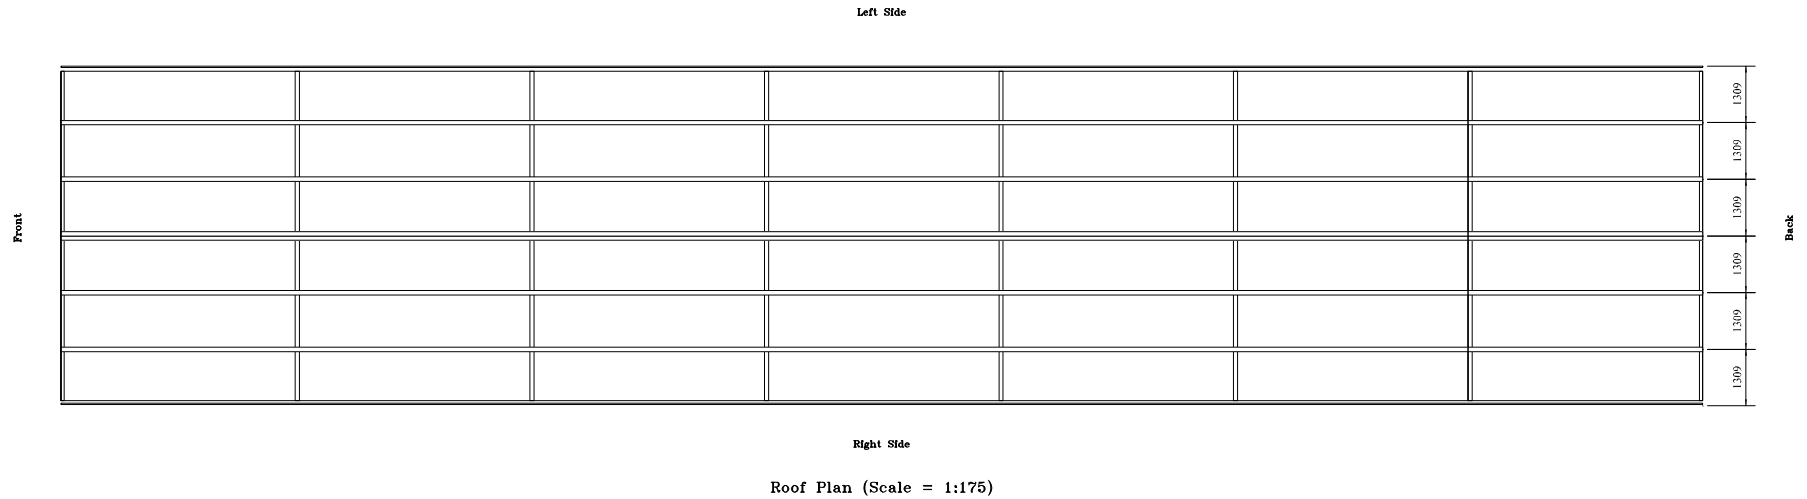 Left Side
1309
1309
1309
Front
Back
1309
1309
1309
Right Side
Roof Plan (Scale = 1:175)